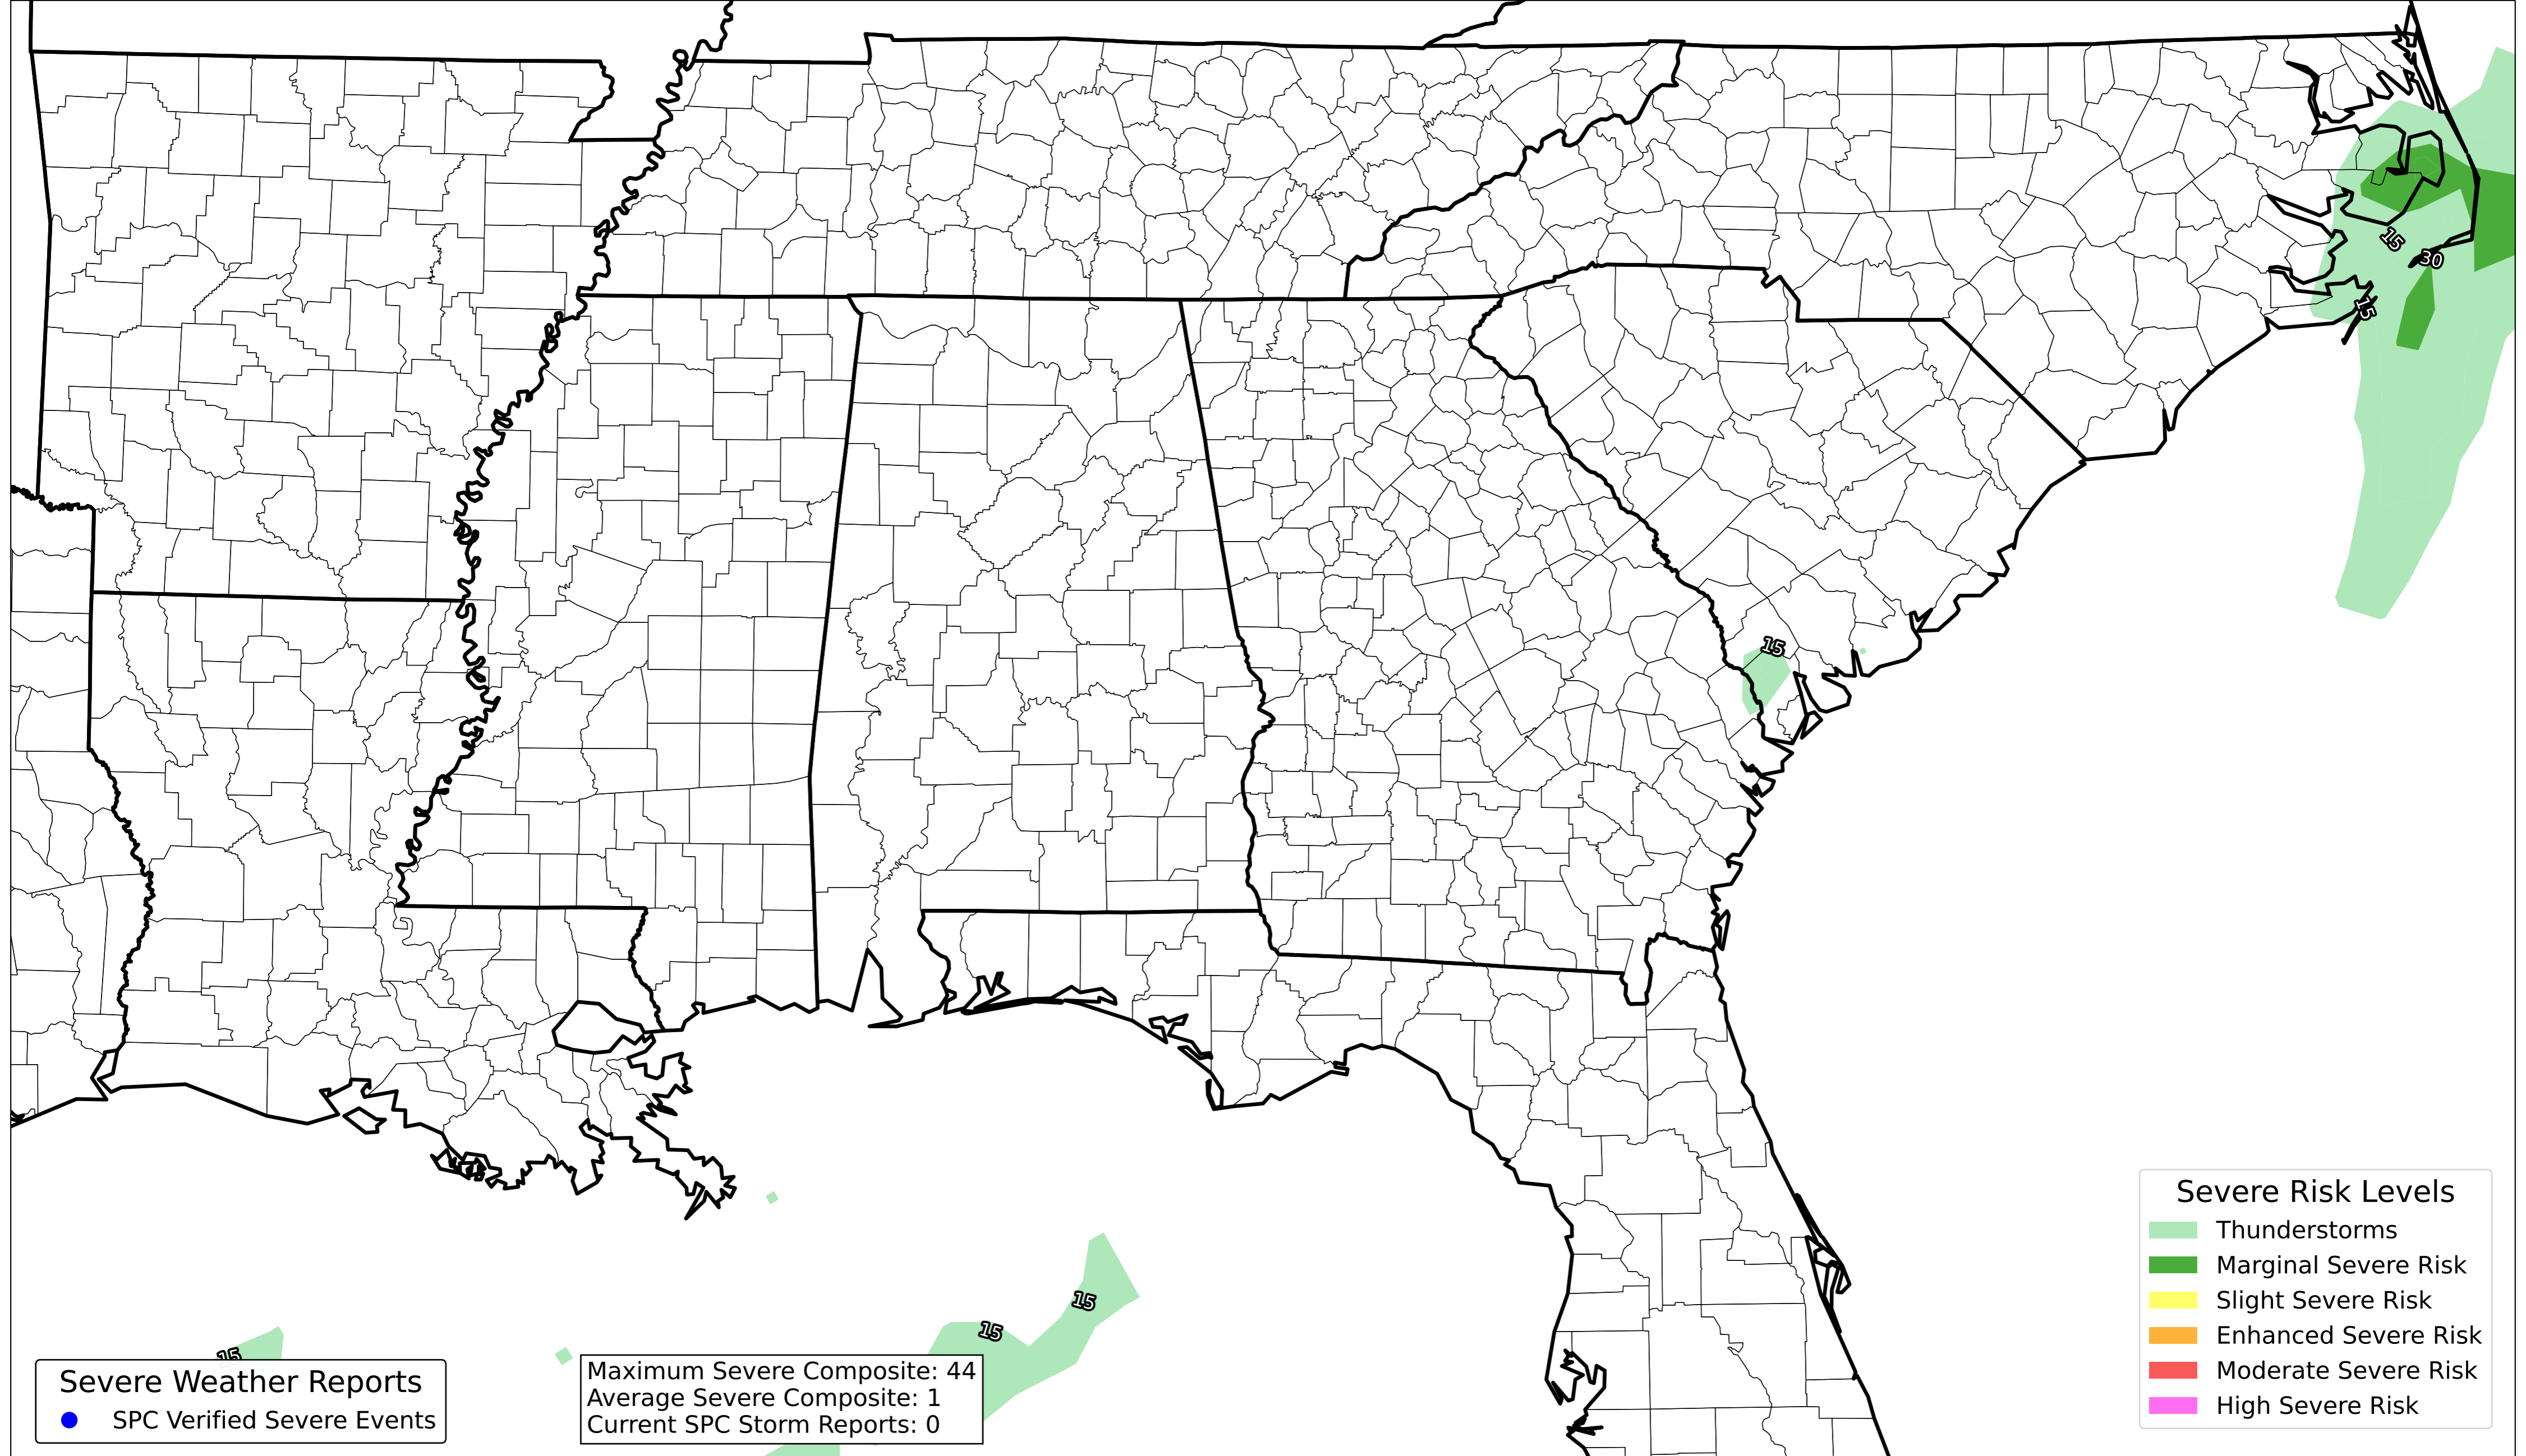 15
30
15
15
15
15
15
Severe Weather Reports
SPC Verified Severe Events
Maximum Severe Composite: 44
Average Severe Composite: 1
Current SPC Storm Reports: 0
Severe Risk Levels
Thunderstorms
Marginal Severe Risk
Slight Severe Risk
Enhanced Severe Risk
Moderate Severe Risk
High Severe Risk